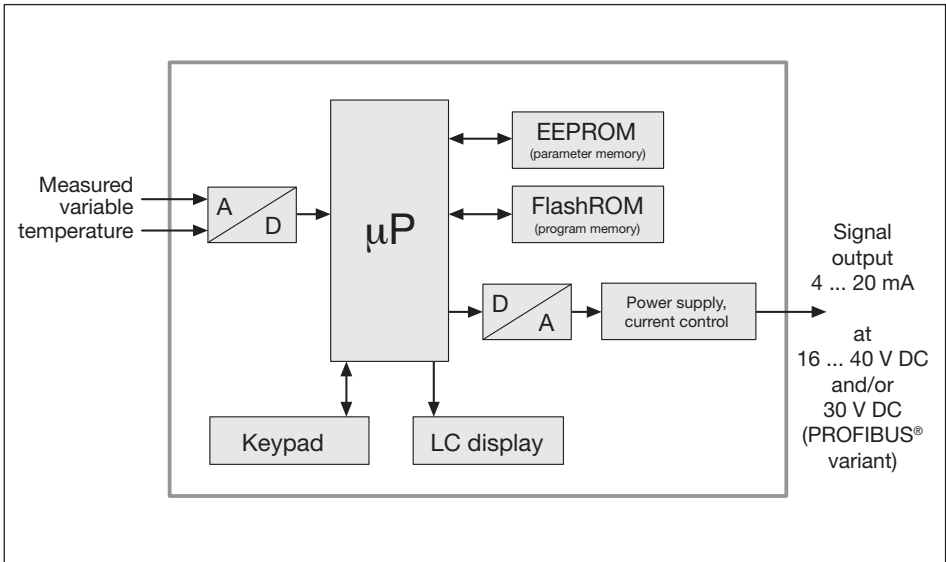 EEPROM
(parameter memory)
Measured
variable
temperature
A
D
µP
FlashROM
(program memory)
D
A
Power supply,
current control
Signal
output
4 ... 20 mA
at
16 ... 40 V DC
and/or
30 V DC
(PROFIBUS®
variant)
Keypad
LC display